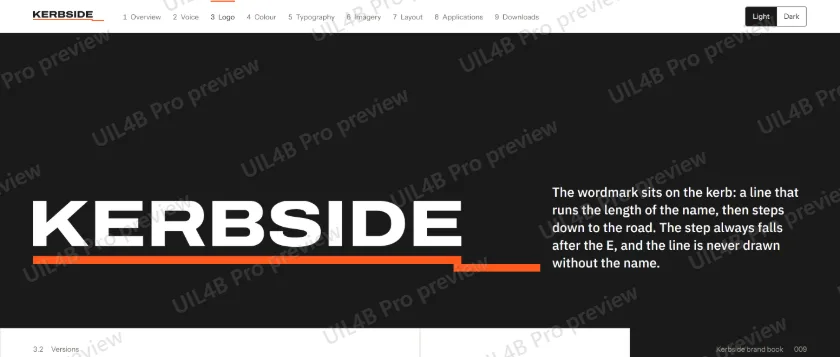 KERBSIDE
1 Overview
2 Voice
3 Logo
4 Colour
5 Typography
6 Imagery
7 Layout
8 Applications
9 Downloads
Light
Dark
KERBSIDE
The wordmark sits on the kerb: a line that
runs the length of the name, then steps
down to the road. The step always falls
after the E, and the line is never drawn
without the name.
3.2 Versions
Kerbside brand book 009
UIL4B Pro preview